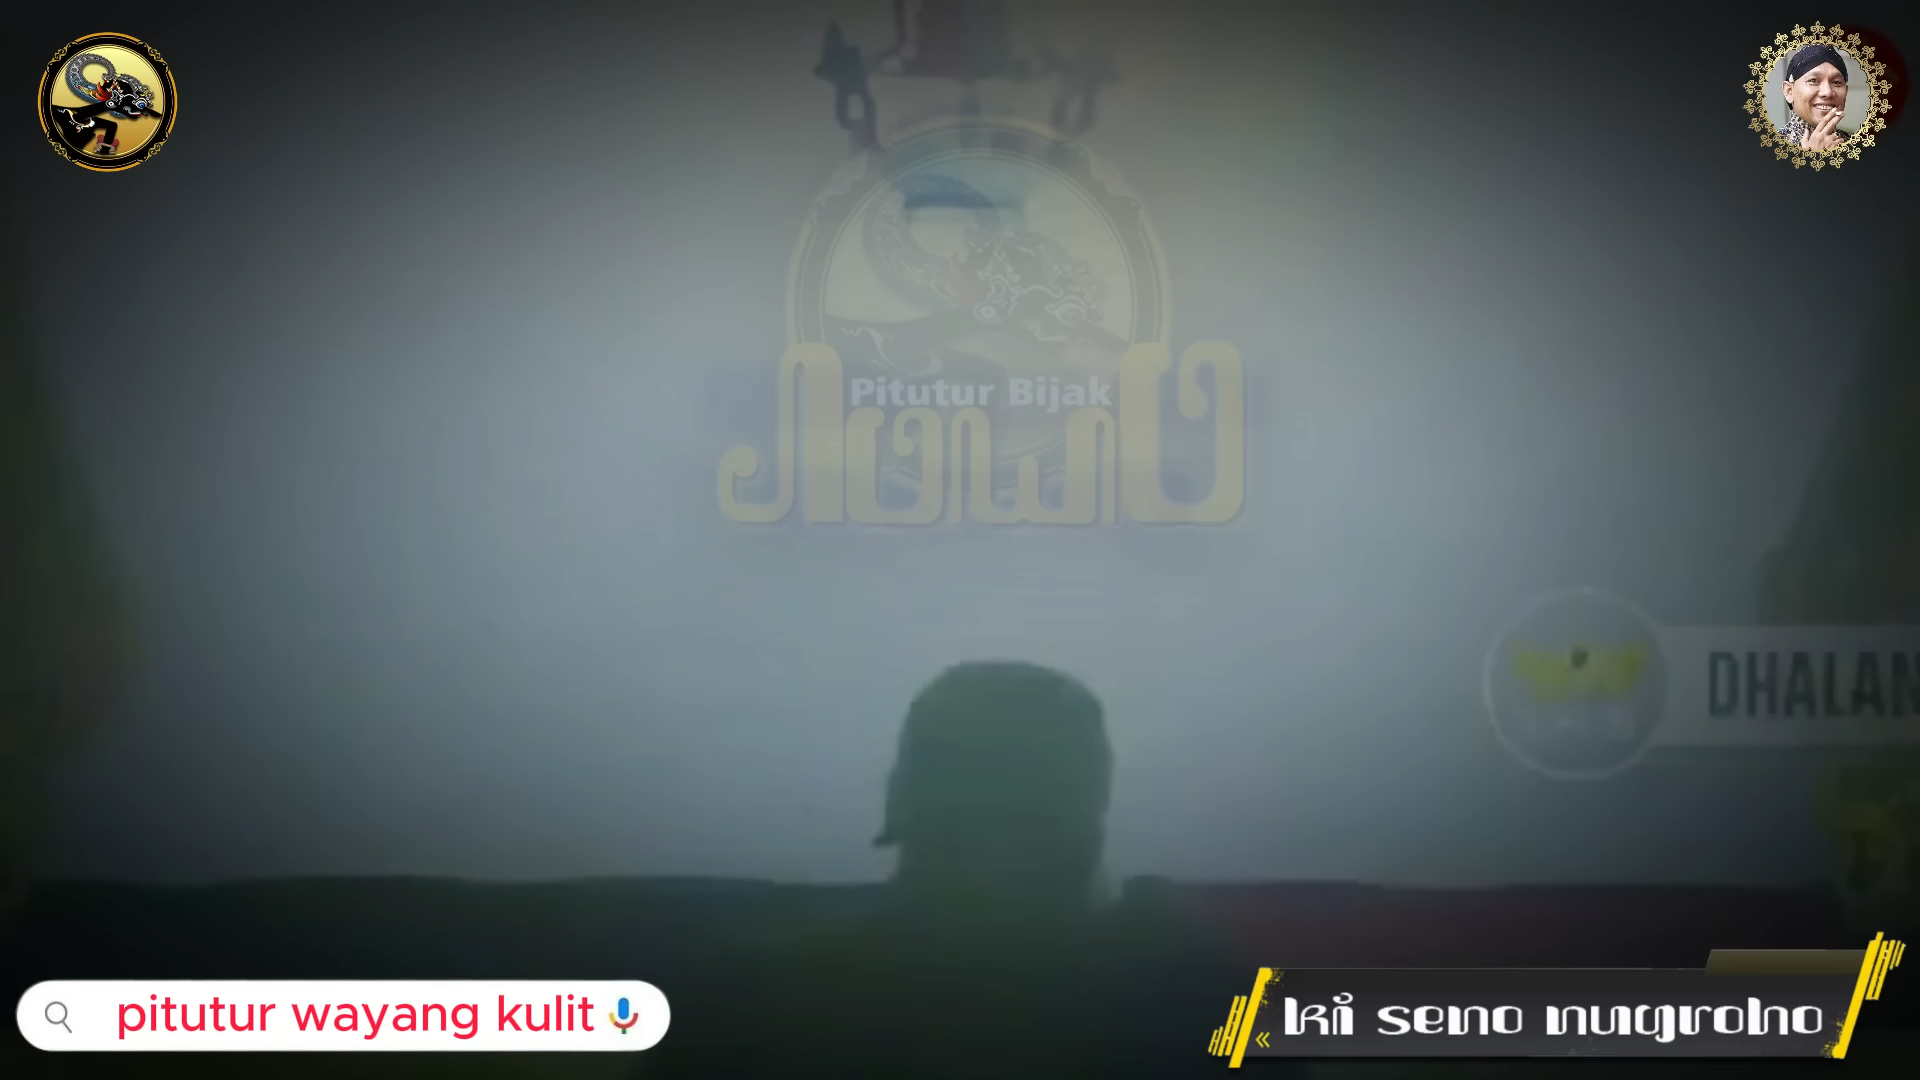 Pitutur Bijak
DHALAN
pitutur wayang kulit
« ki seno nugroho